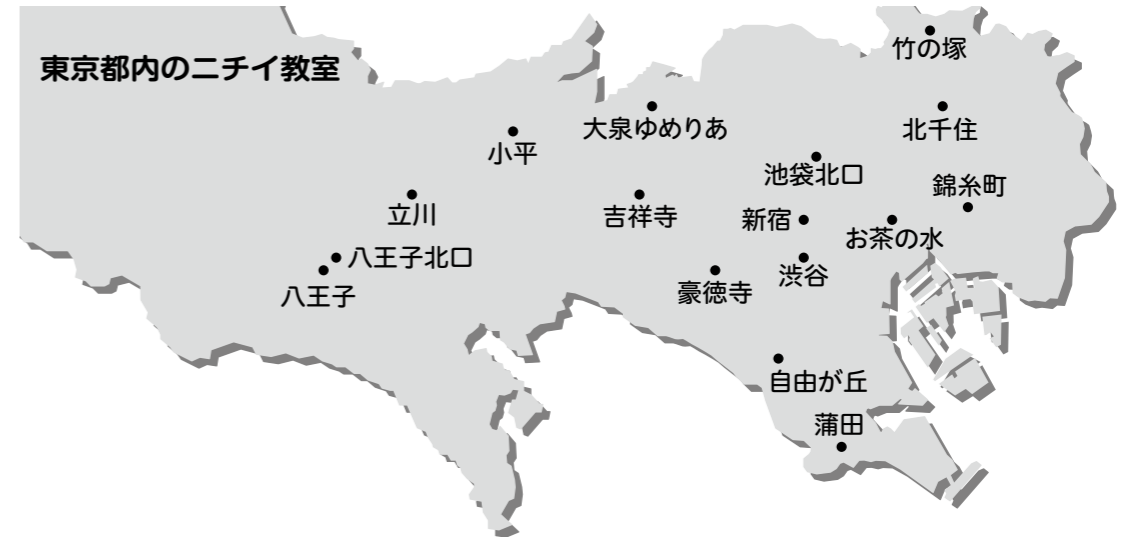 東京都内のニチイ教室
竹の塚
大泉ゆめりあ
北千住
小平
池袋北口
錦糸町
立川
吉祥寺
新宿
お茶の水
八王子北口
渋谷
八王子
豪徳寺
自由が丘
蒲田